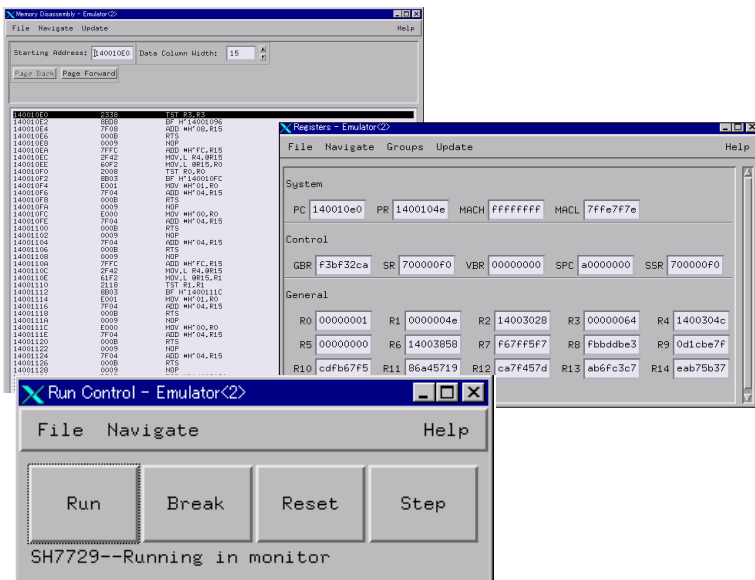 Memory Disassembly - Emulator<2>
File Navigate Update Help
Starting Address: 140010E0 Data Column Width: 15
Page Back Page Forward
140010E0 2338 TST R3,R3
140010E2 8BD8 BF H'14001096
140010E4 7F08 ADD #H'08,R15
140010E6 000B RTS
140010E8 0009 NOP
140010EA 7FFC ADD #H'FC,R15
140010EC 2F42 MOV.L R4,@R15
140010EE 60F2 MOV.L @R15,R0
140010F0 2008 TST R0,R0
140010F2 8B03 BF H'140010FC
140010F4 E001 MOV #H'01,R0
140010F6 7F04 ADD #H'04,R15
140010F8 000B RTS
140010FA 0009 NOP
140010FC E000 MOV #H'00,R0
140010FE 7F04 ADD #H'04,R15
14001100 000B RTS
14001102 0009 NOP
14001104 7F04 ADD #H'04,R15
14001106 000B RTS
14001108 0009 NOP
1400110A 7FFC ADD #H'FC,R15
1400110C 2F42 MOV.L R4,@R15
1400110E 61F2 MOV.L @R15,R1
14001110 2118 TST R1,R1
14001112 8B03 BF H'1400111C
14001114 E001 MOV #H'01,R0
14001116 7F04 ADD #H'04,R15
14001118 000B RTS
1400111A 0009 NOP
1400111C E000 MOV #H'00,R0
1400111E 7F04 ADD #H'04,R15
14001120 000B RTS
14001122 0009 NOP
14001124 7F04 ADD #H'04,R15
14001126 000B RTS
14001128 0009 NOP
Registers - Emulator<2>
File Navigate Groups Update Help
System
PC 140010e0 PR 1400104e MACH ffffffff MACL 7ffe7f7e
Control
GBR f3bf32ca SR 700000f0 VBR 00000000 SPC a0000000 SSR 700000f0
General
R0 00000001 R1 0000004e R2 14003028 R3 00000064 R4 1400304c
R5 00000000 R6 14003858 R7 f67ff5f7 R8 fbbddbe3 R9 0d1cbe7f
R10 cdfb67f5 R11 86a45719 R12 ca7f457d R13 ab6fc3c7 R14 eab75b37
Run Control - Emulator<2>
File Navigate Help
Run Break Reset Step
SH7729--Running in monitor